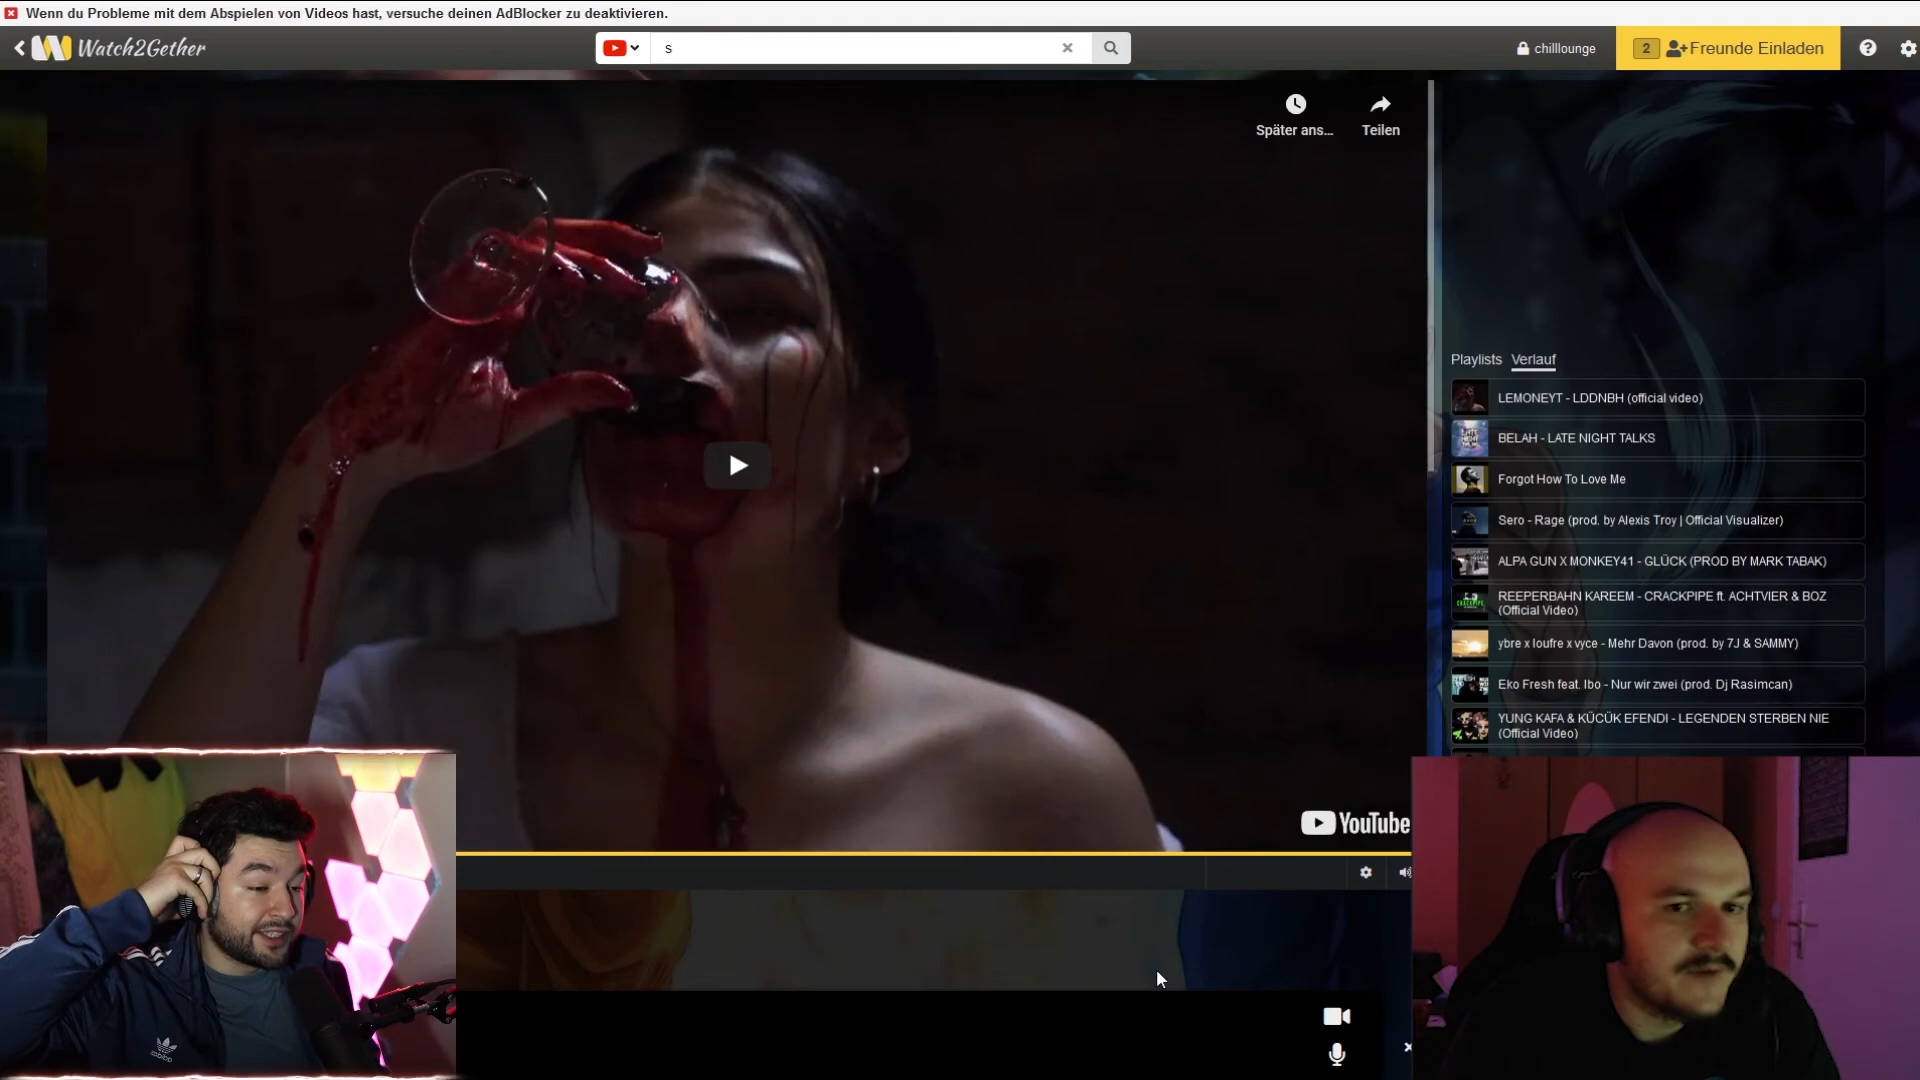 Wenn du Probleme mit dem Abspielen von Videos hast, versuche deinen AdBlocker zu deaktivieren.
Watch2Gether
s
chilllounge
2
Freunde Einladen
Später ans...
Teilen
Playlists
Verlauf
LEMONEYT - LDDNBH (official video)
BELAH - LATE NIGHT TALKS
Forgot How To Love Me
Sero - Rage (prod. by Alexis Troy | Official Visualizer)
ALPA GUN X MONKEY41 - GLÜCK (PROD BY MARK TABAK)
REEPERBAHN KAREEM - CRACKPIPE ft. ACHTVIER & BOZ
(Official Video)
ybre x loufre x vyce - Mehr Davon (prod. by 7J & SAMMY)
Eko Fresh feat. Ibo - Nur wir zwei (prod. Dj Rasimcan)
YUNG KAFA & KÜCÜK EFENDI - LEGENDEN STERBEN NIE
(Official Video)
YouTube
adidas